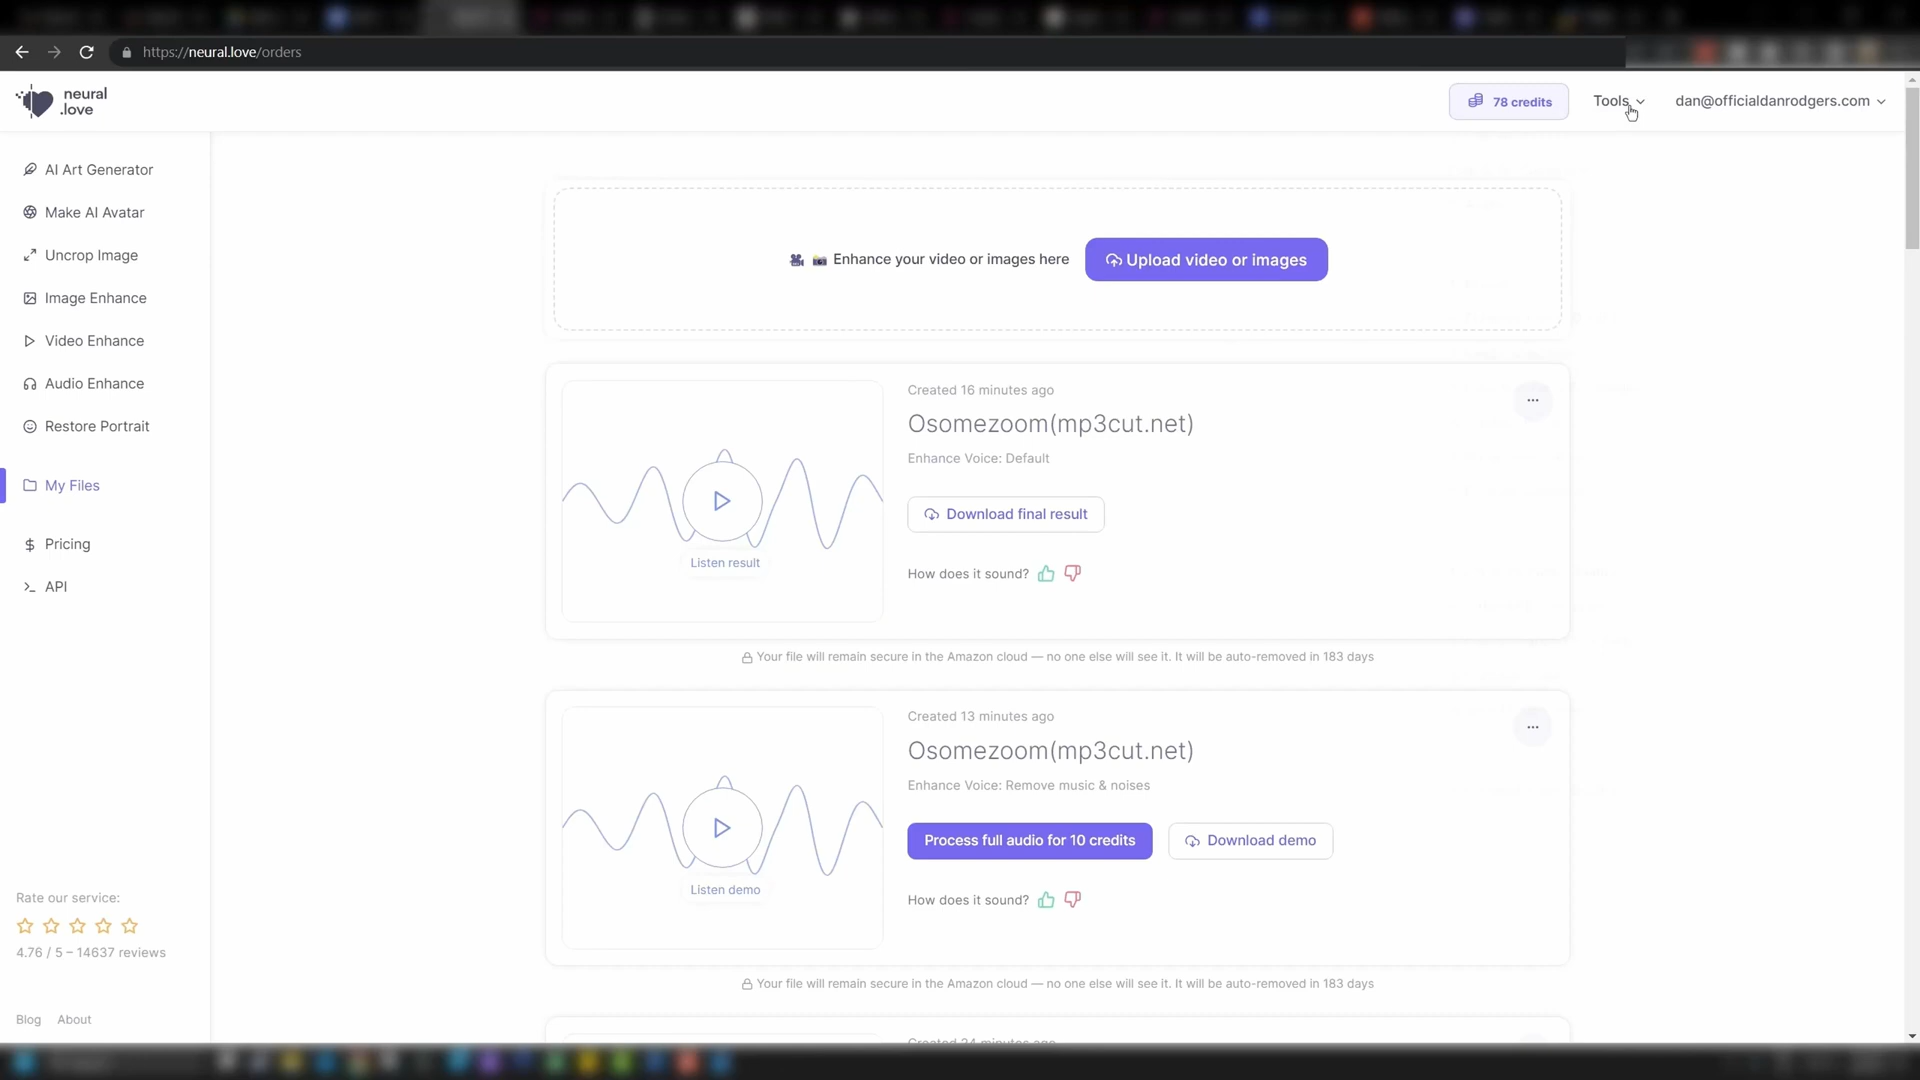 https://neural.love/orders
neural
.love
78 credits
Tools
dan@officialdanrodgers.com
AI Art Generator
Make AI Avatar
Uncrop Image
Image Enhance
Video Enhance
Audio Enhance
Restore Portrait
My Files
Pricing
API
Rate our service:
4.76 / 5 – 14637 reviews
Blog About
Enhance your video or images here
Upload video or images
Created 16 minutes ago
Osomezoom(mp3cut.net)
Enhance Voice: Default
Download final result
How does it sound?
Listen result
Your file will remain secure in the Amazon cloud — no one else will see it. It will be auto-removed in 183 days
Created 13 minutes ago
Osomezoom(mp3cut.net)
Enhance Voice: Remove music & noises
Process full audio for 10 credits
Download demo
How does it sound?
Listen demo
Your file will remain secure in the Amazon cloud — no one else will see it. It will be auto-removed in 183 days
Created 24 minutes ago